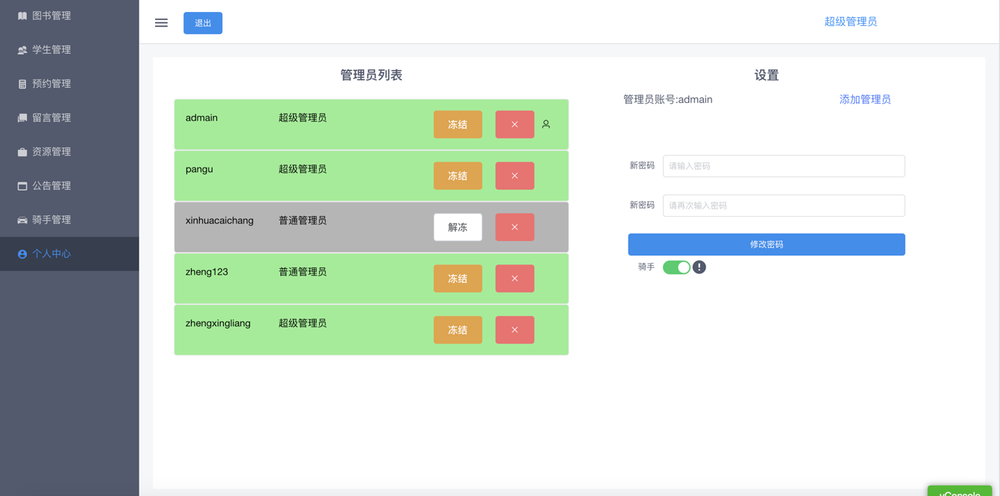 图书管理
学生管理
预约管理
留言管理
资源管理
公告管理
骑手管理
个人中心
退出
超级管理员
管理员列表
admain 超级管理员 冻结 ×
pangu 超级管理员 冻结 ×
xinhuacaichang 普通管理员 解冻 ×
zheng123 普通管理员 冻结 ×
zhengxingliang 超级管理员 冻结 ×
设置
管理员账号:admain 添加管理员
新密码 请输入密码
新密码 请再次输入密码
修改密码
骑手
vConsole